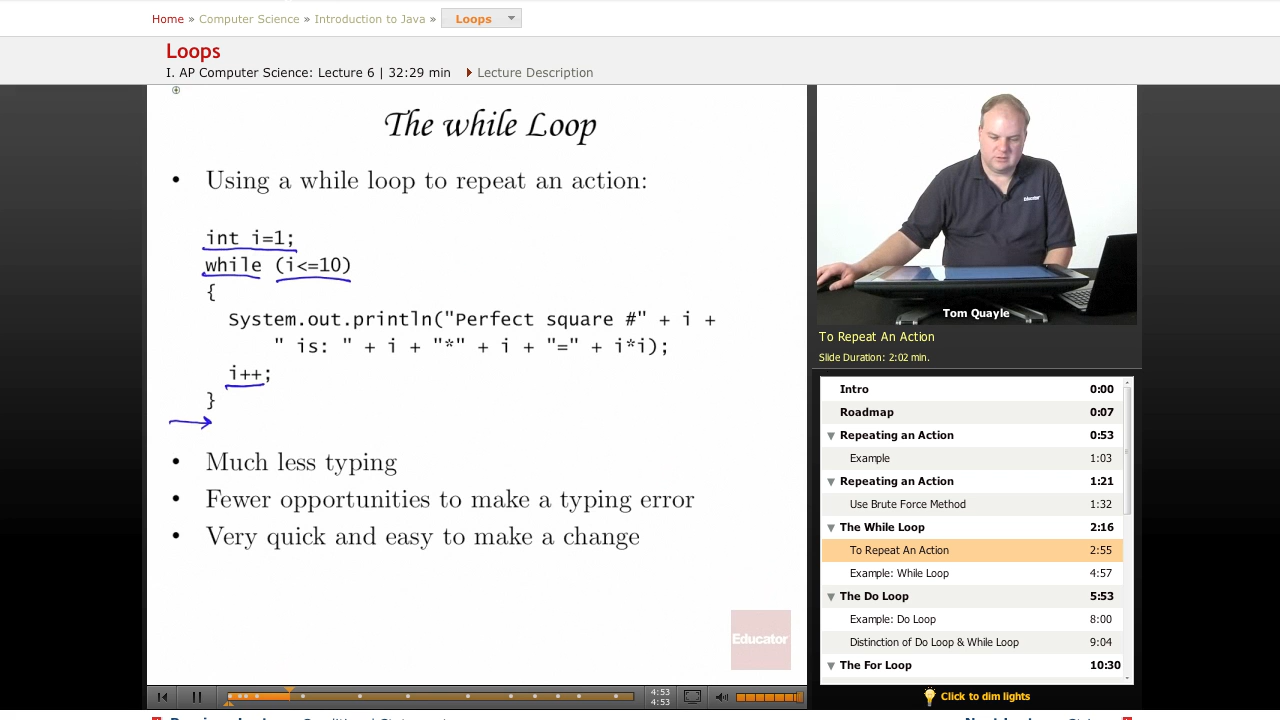 Home » Computer Science » Introduction to Java » Loops
Loops
I. AP Computer Science: Lecture 6 | 32:29 min Lecture Description
The while Loop
• Using a while loop to repeat an action:
int i=1;
while (i<=10)
{
System.out.println("Perfect square #" + i +
" is: " + i + "*" + i + "=" + i*i);
i++;
}
• Much less typing
• Fewer opportunities to make a typing error
• Very quick and easy to make a change
Educator
4:53
4:53
Educator
Tom Quayle
To Repeat An Action
Slide Duration: 2:02 min.
Intro 0:00
Roadmap 0:07
Repeating an Action 0:53
Example 1:03
Repeating an Action 1:21
Use Brute Force Method 1:32
The While Loop 2:16
To Repeat An Action 2:55
Example: While Loop 4:57
The Do Loop 5:53
Example: Do Loop 8:00
Distinction of Do Loop & While Loop 9:04
The For Loop 10:30
Click to dim lights